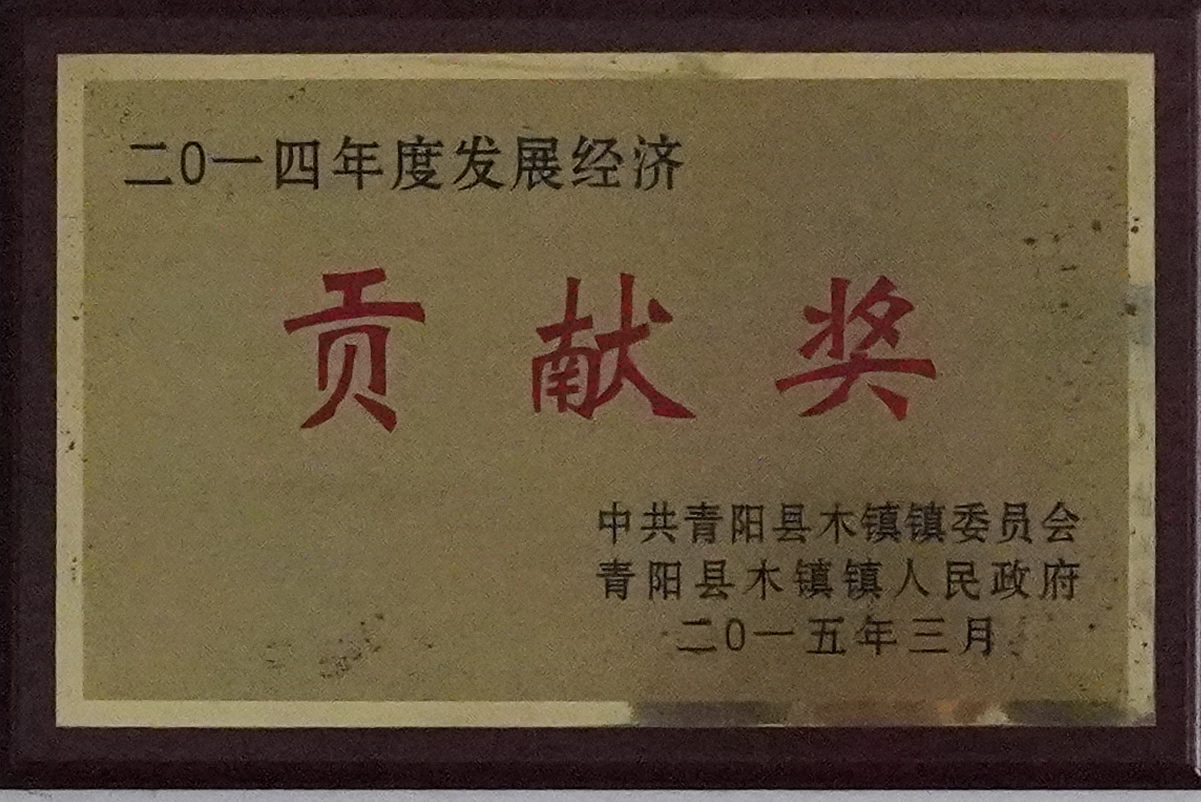 二0一四年度发展经济
贡献奖
中共青阳县木镇镇委员会
青阳县木镇镇人民政府
二0一五年三月